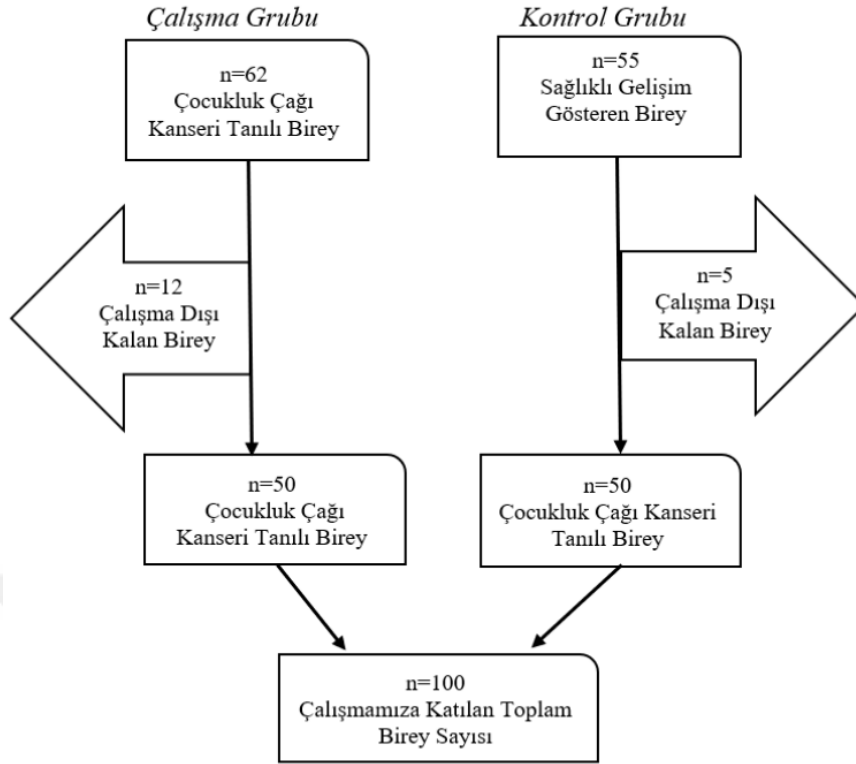 Çalışma Grubu
Kontrol Grubu
n=62
Çocukluk Çağı
Kanseri Tanılı Birey
n=55
Sağlıklı Gelişim
Gösteren Birey
n=12
Çalışma Dışı
Kalan Birey
n=5
Çalışma Dışı
Kalan Birey
n=50
Çocukluk Çağı
Kanseri Tanılı Birey
n=50
Çocukluk Çağı Kanseri
Tanılı Birey
n=100
Çalışmamıza Katılan Toplam
Birey Sayısı